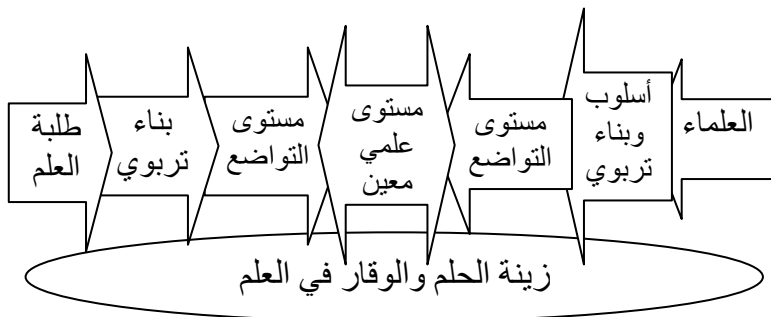 العلماء
أسلوب
وبناء
تربوي
مستوى
التواضع
مستوى
علمي
معين
مستوى
التواضع
بناء
تربوي
طلبة
العلم
زينة الحلم والوقار في العلم